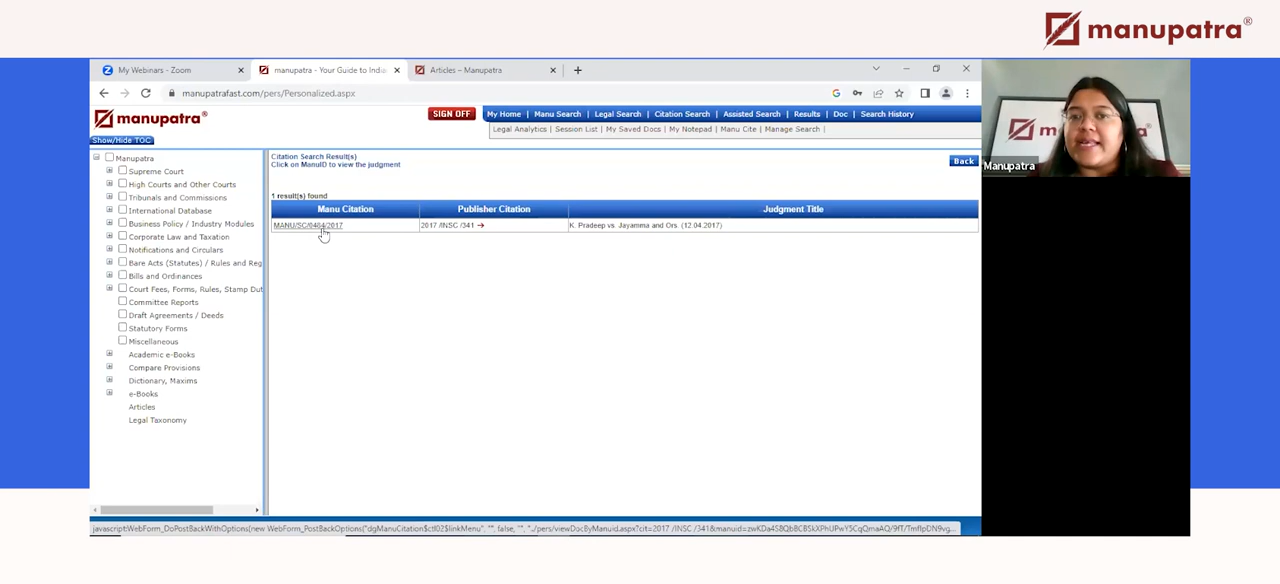 manupatra®
My Webinars - Zoom
manupatra - Your Guide to India
Articles – Manupatra
manupatrafast.com/pers/Personalized.aspx
manupatra®
SIGN OFF
My Home | Manu Search | Legal Search | Citation Search | Assisted Search | Results | Doc | Search History
Legal Analytics | Session List | My Saved Docs | My Notepad | Manu Cite | Manage Search |
Show/Hide TOC
Manupatra
Supreme Court
High Courts and Other Courts
Tribunals and Commissions
International Database
Business Policy / Industry Modules
Corporate Law and Taxation
Notifications and Circulars
Bare Acts (Statutes) / Rules and Reg
Bills and Ordinances
Court Fees, Forms, Rules, Stamp Dut
Committee Reports
Draft Agreements / Deeds
Statutory Forms
Miscellaneous
Academic e-Books
Compare Provisions
Dictionary, Maxims
e-Books
Articles
Legal Taxonomy
Citation Search Result(s)
Click on ManuID to view the judgment
Back
1 result(s) found
Manu Citation Publisher Citation Judgment Title
MANU/SC/0484/2017 2017 /INSC /341 → K. Pradeep vs. Jayamma and Ors. (12.04.2017)
Manupatra